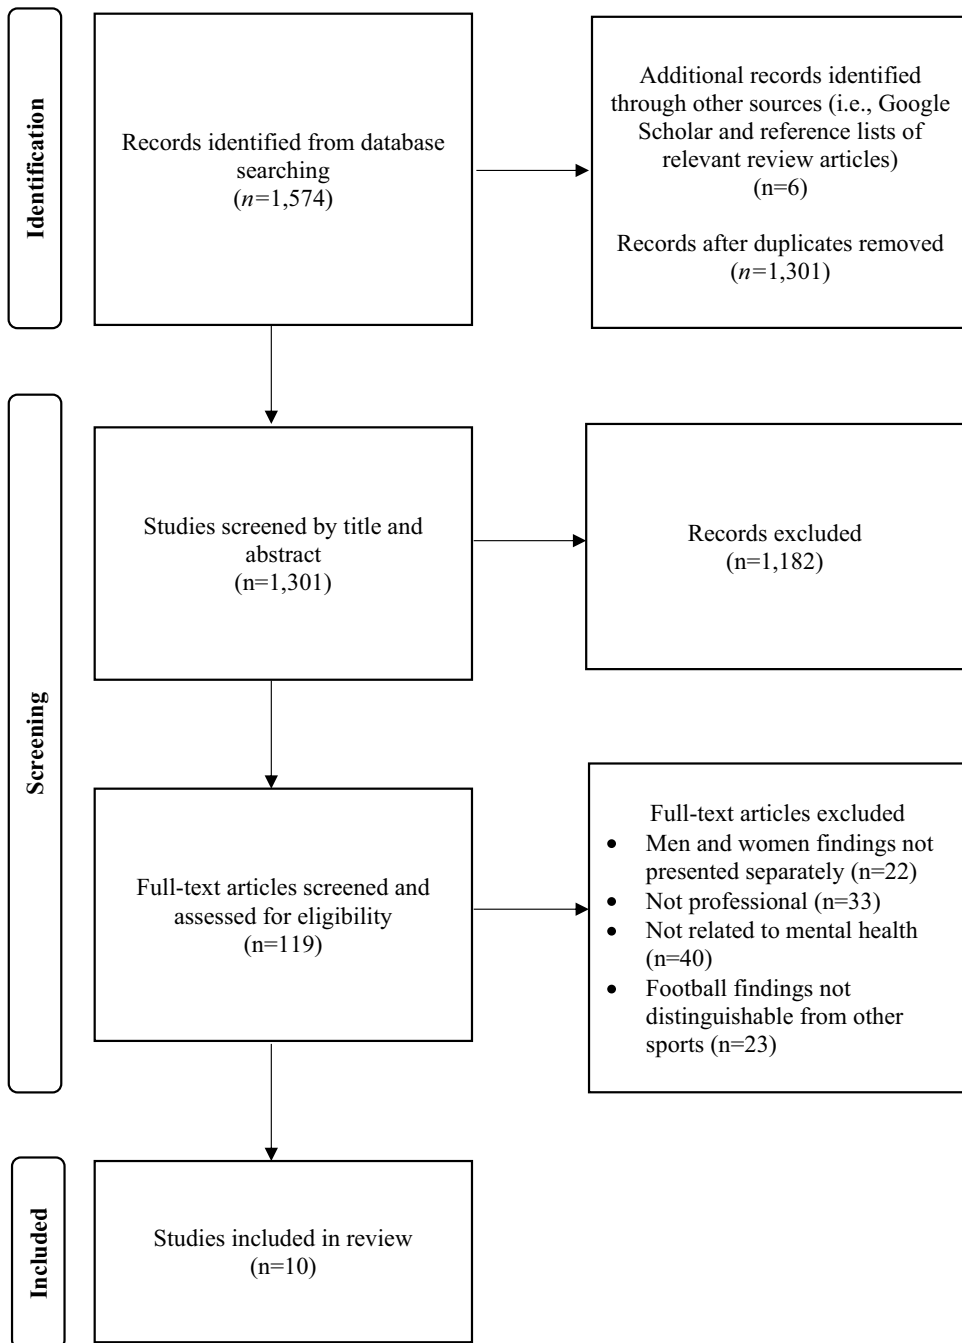 Identification
Records identified from database
searching
(n=1,574)
Additional records identified
through other sources (i.e., Google
Scholar and reference lists of
relevant review articles)
(n=6)
Records after duplicates removed
(n=1,301)
Screening
Studies screened by title and
abstract
(n=1,301)
Records excluded
(n=1,182)
Full-text articles screened and
assessed for eligibility
(n=119)
Full-text articles excluded
• Men and women findings not
presented separately (n=22)
• Not professional (n=33)
• Not related to mental health
(n=40)
• Football findings not
distinguishable from other
sports (n=23)
Included
Studies included in review
(n=10)